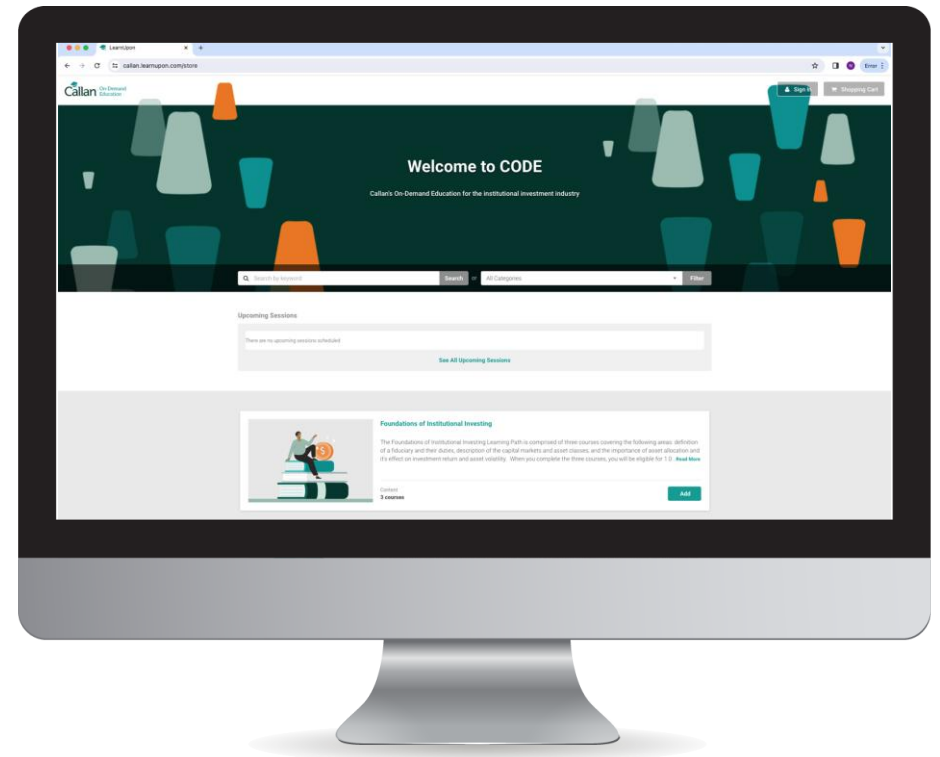 LearnUpon
callan.learnupon.com/store
Error
Callan On-Demand
Education
Sign in
Shopping Cart
Welcome to CODE
Callan's On-Demand Education for the institutional investment industry
Search by keyword
Search
or
All Categories
Filter
Upcoming Sessions
There are no upcoming sessions scheduled
See All Upcoming Sessions
Foundations of Institutional Investing
The Foundations of Institutional Investing Learning Path is comprised of three courses covering the following areas: definition
of a fiduciary and their duties, description of the capital markets and asset classes, and the importance of asset allocation and
it's effect on investment return and asset volatility. When you complete the three courses, you will be eligible for 1.0 Read More
Content
3 courses
Add